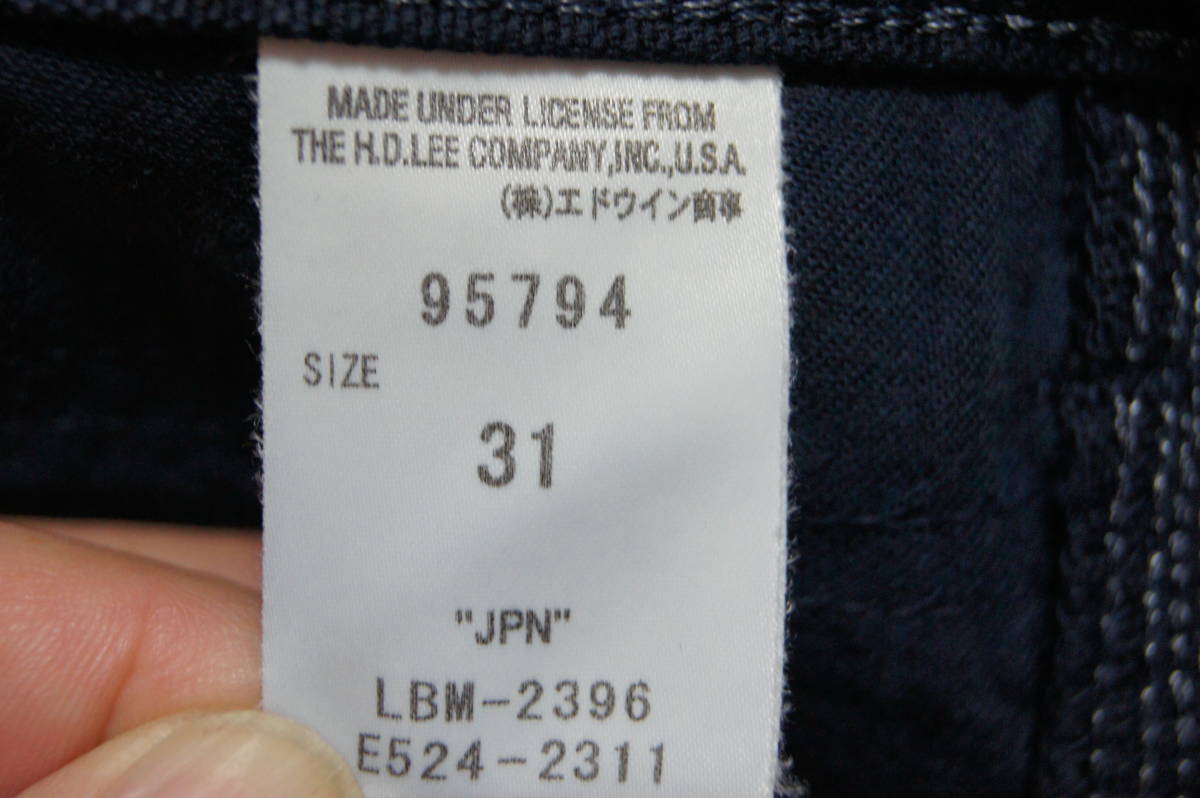 MADE UNDER LICENSE FROM
THE H.D.LEE COMPANY,INC.,U.S.A.
(株)エドウイン商事
95794
SIZE
31
"JPN"
LBM-2396
E524-2311